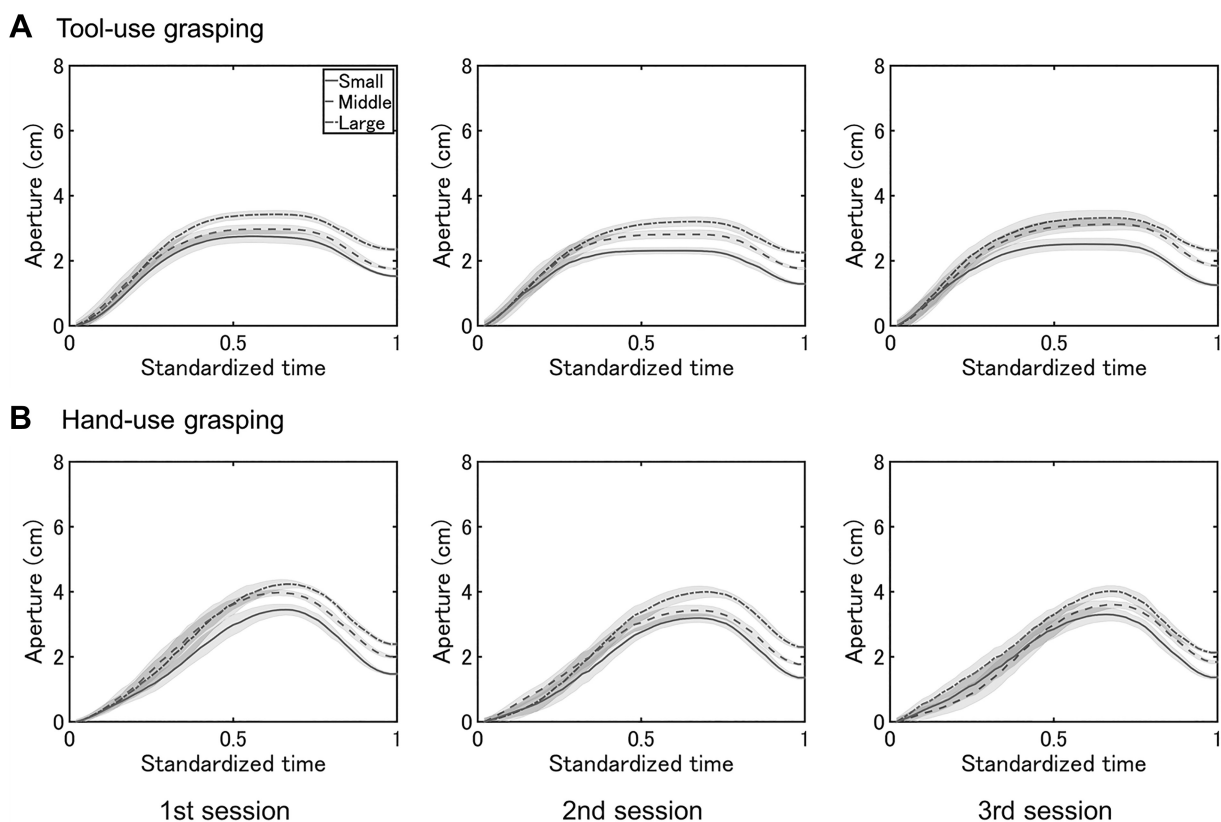 A Tool-use grasping
8
6
4
2
0
Aperture (cm)
0 0.5 1
Standardized time
Small
Middle
Large
8
6
4
2
0
Aperture (cm)
0 0.5 1
Standardized time
8
6
4
2
0
Aperture (cm)
0 0.5 1
Standardized time
B Hand-use grasping
8
6
4
2
0
Aperture (cm)
0 0.5 1
Standardized time
8
6
4
2
0
Aperture (cm)
0 0.5 1
Standardized time
8
6
4
2
0
Aperture (cm)
0 0.5 1
Standardized time
1st session
2nd session
3rd session